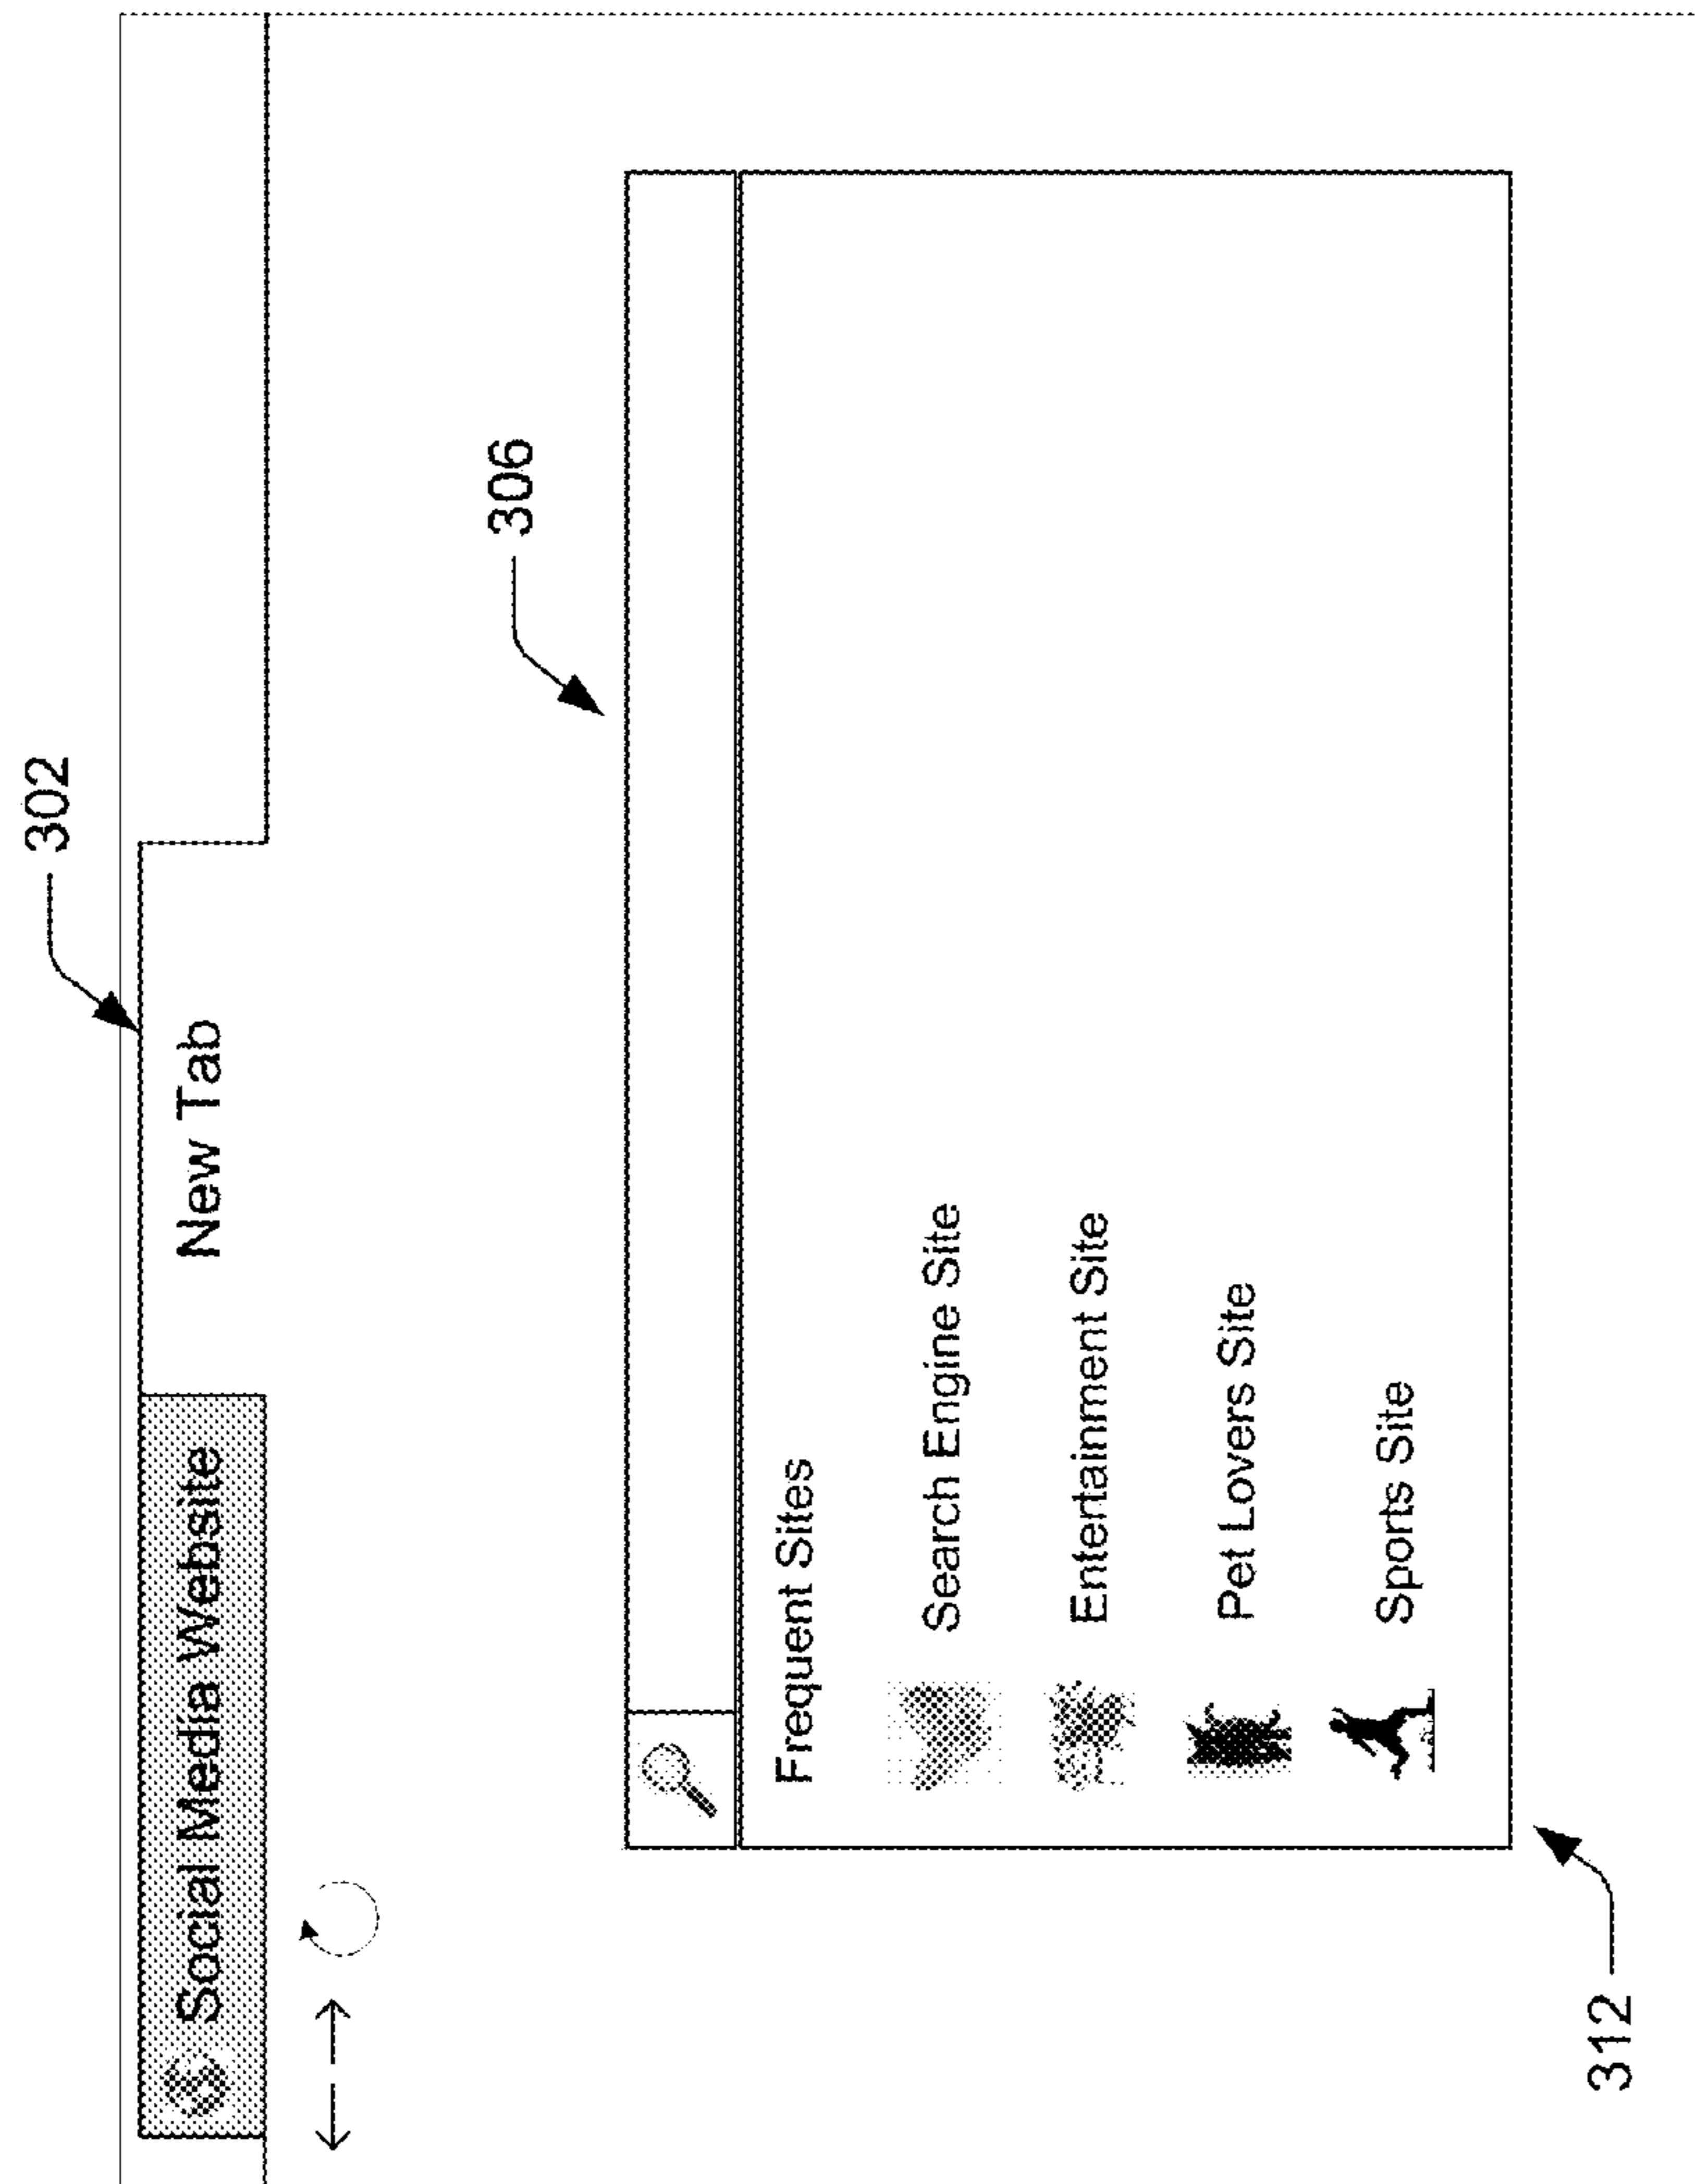 302
Social Media Website
New Tab
306
Frequent Sites
Search Engine Site
Entertainment Site
Pet Lovers Site
Sports Site
312